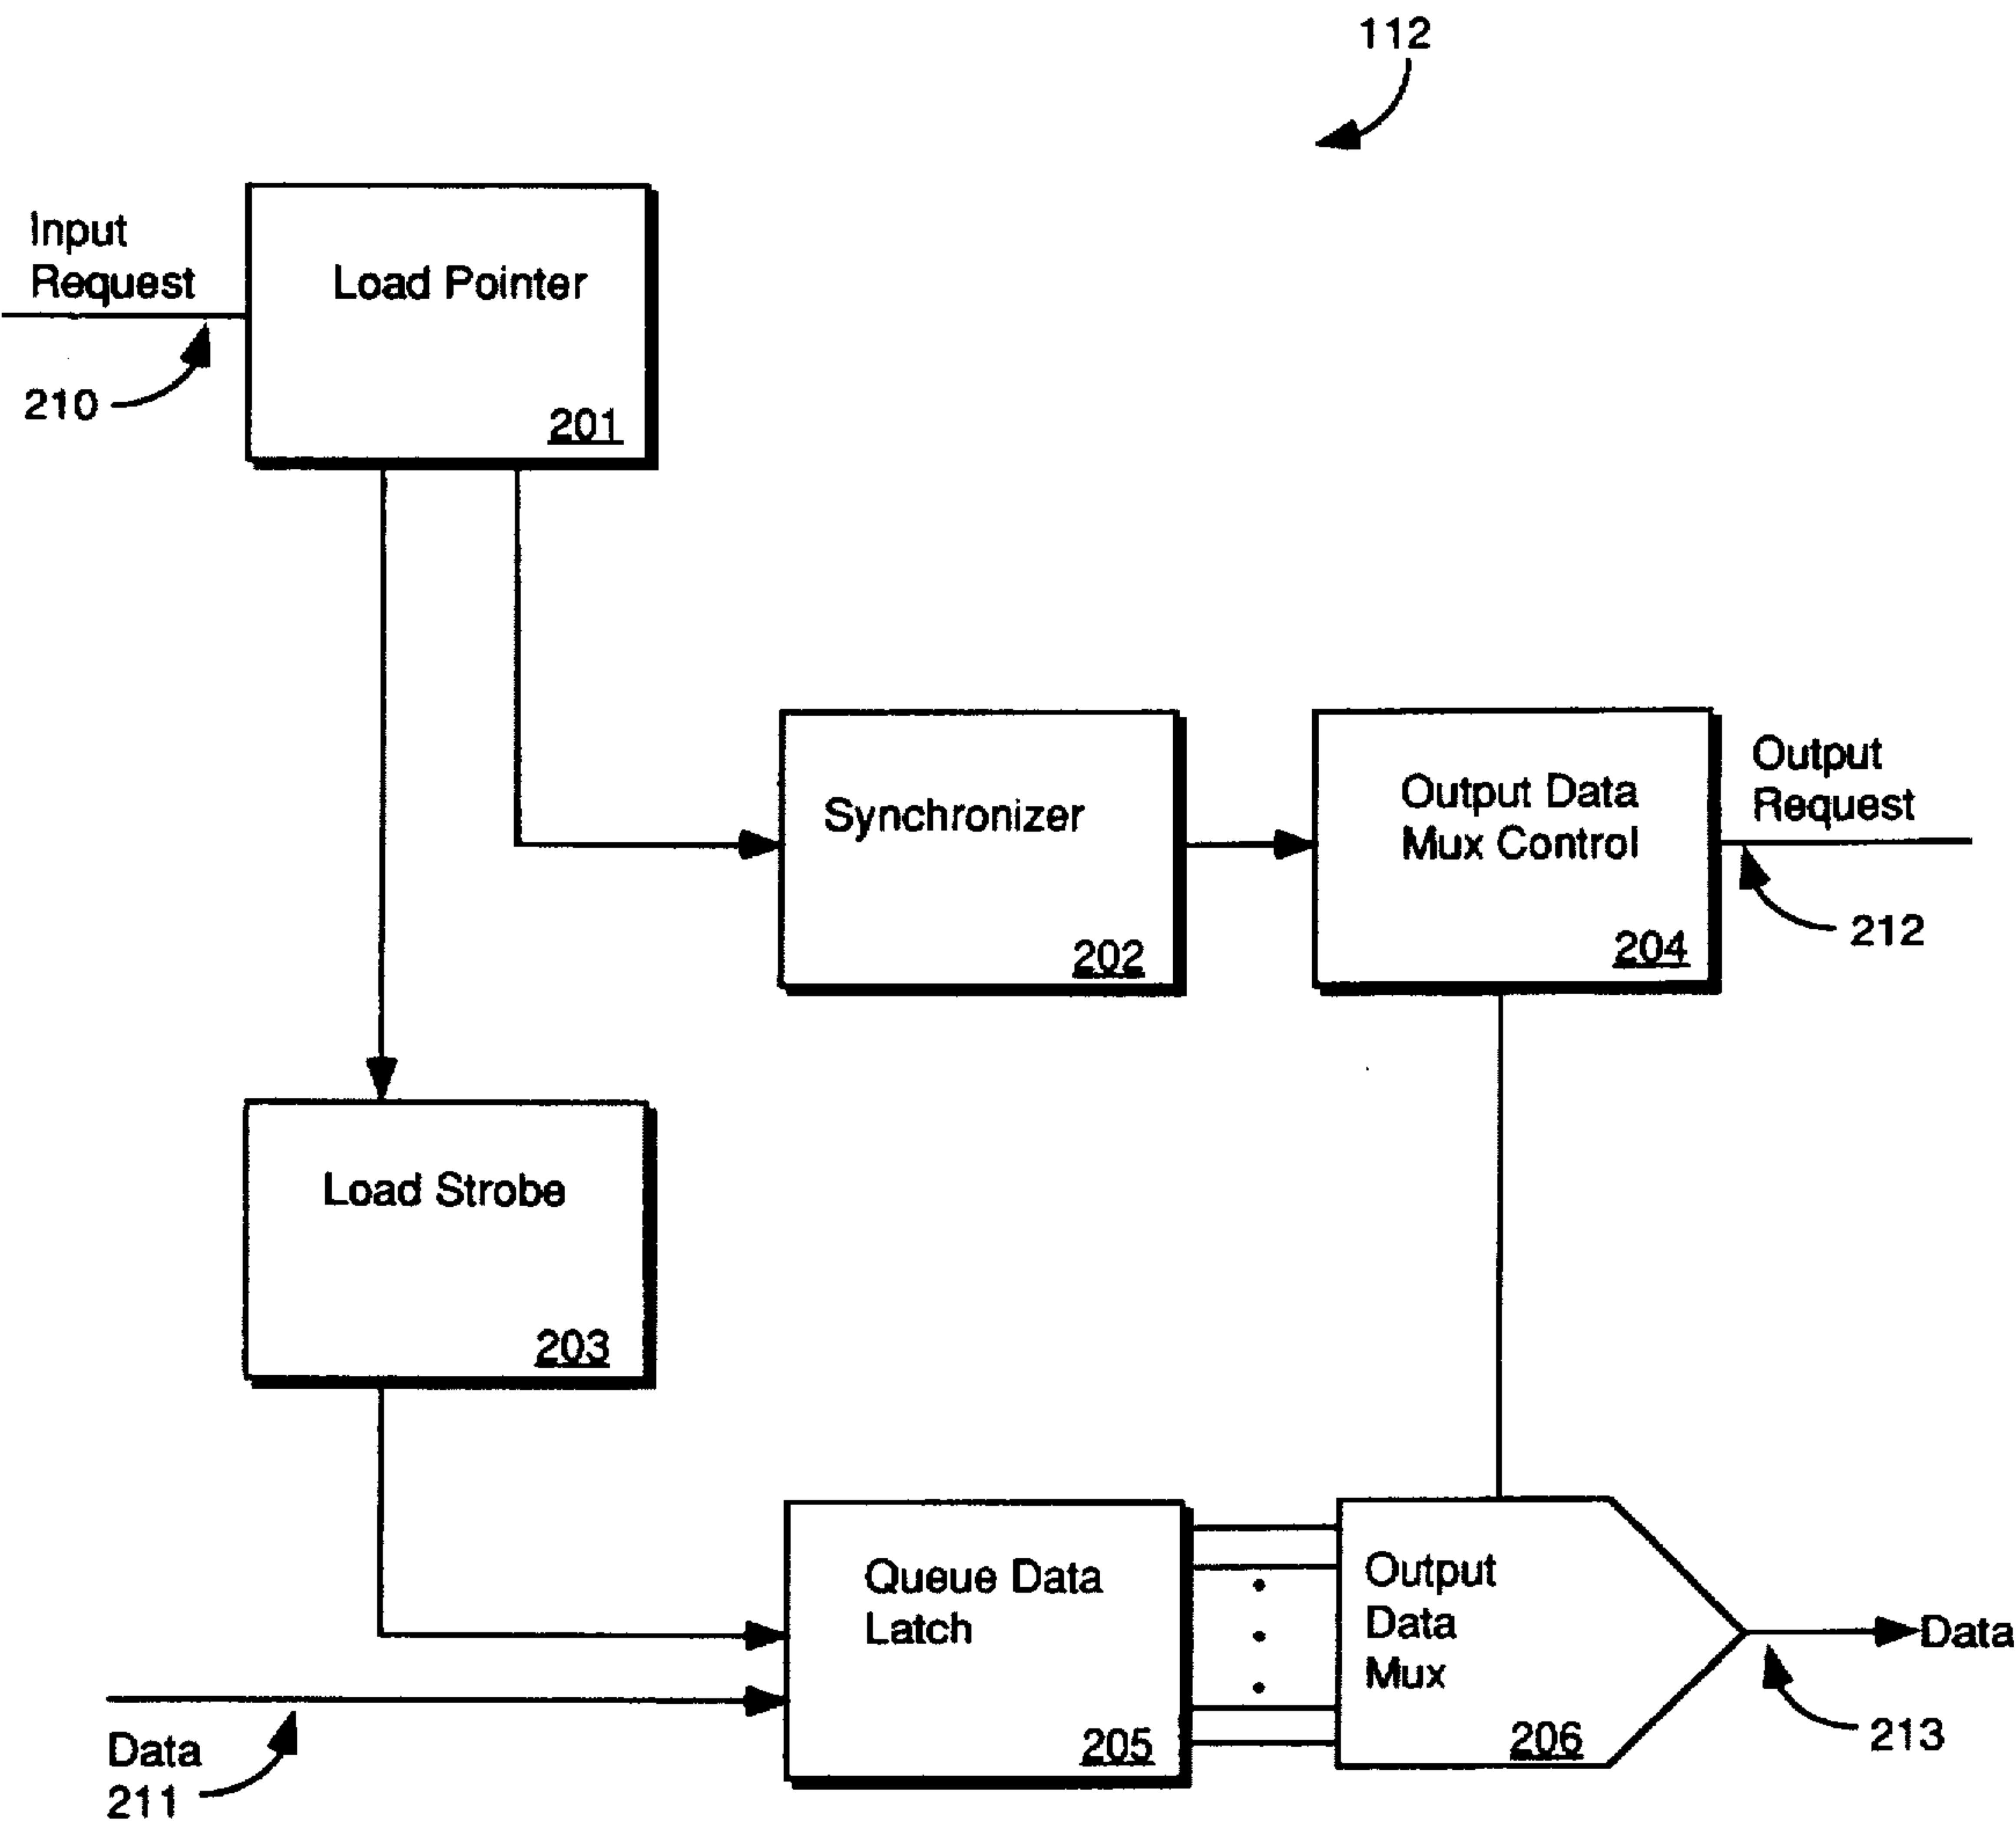 112
Input
Request
Load Pointer
210
201
Synchronizer
202
Output Data
Mux Control
204
Output
Request
212
Load Strobe
203
Queue Data
Latch
205
Output
Data
Mux
206
Data
213
Data
211